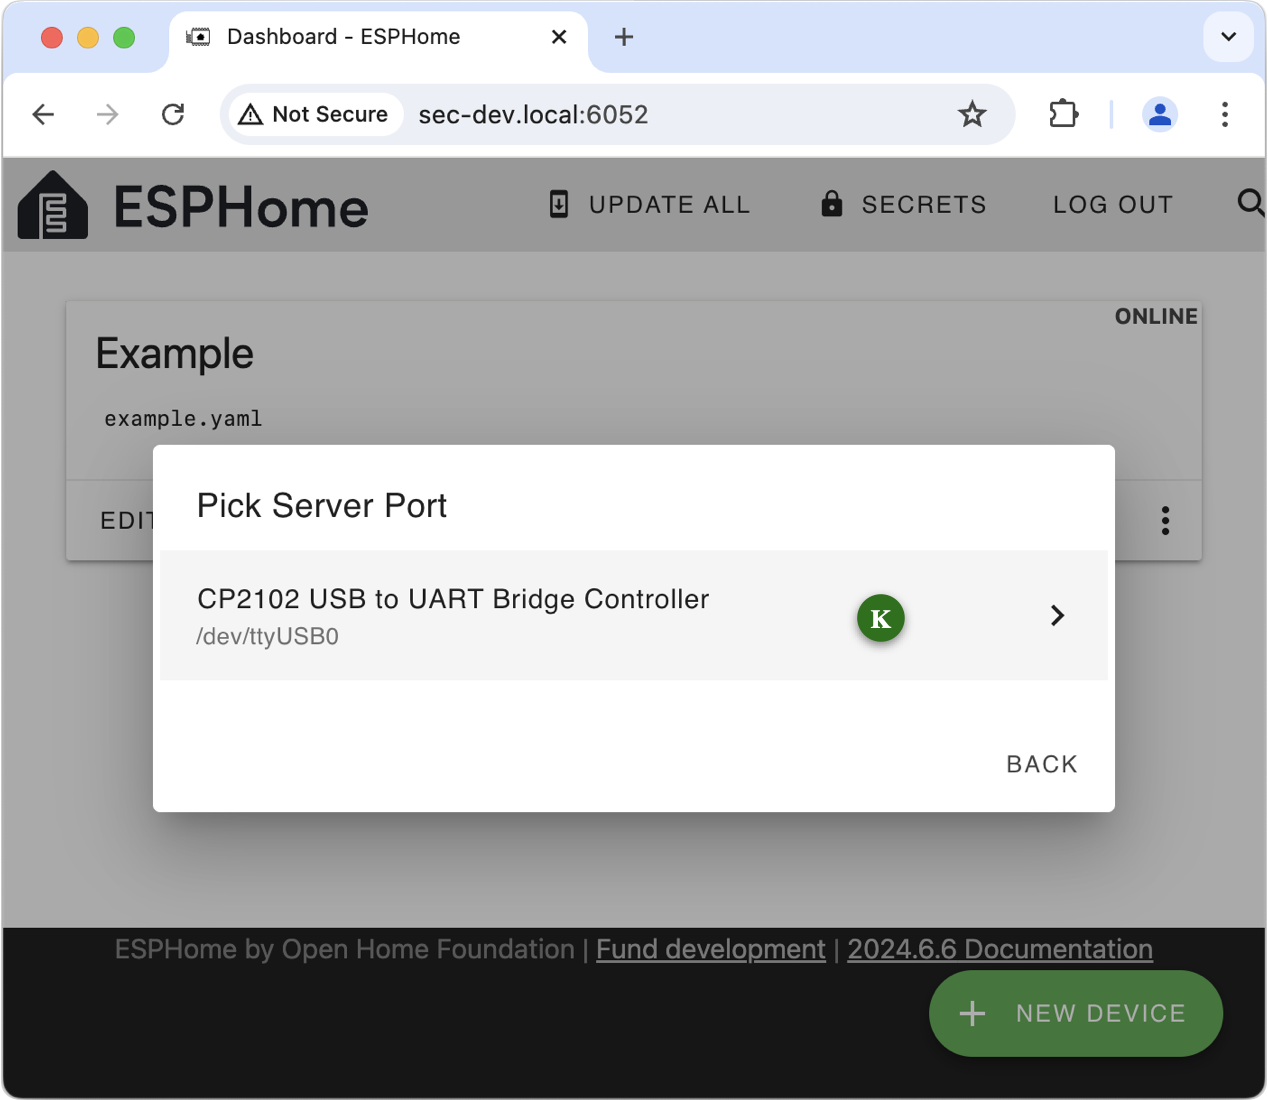 Dashboard - ESPHome
Not Secure sec-dev.local:6052
ESPHome UPDATE ALL SECRETS LOG OUT
ONLINE
Example
example.yaml
EDIT
Pick Server Port
CP2102 USB to UART Bridge Controller
/dev/ttyUSB0
K
BACK
ESPHome by Open Home Foundation | Fund development | 2024.6.6 Documentation
NEW DEVICE